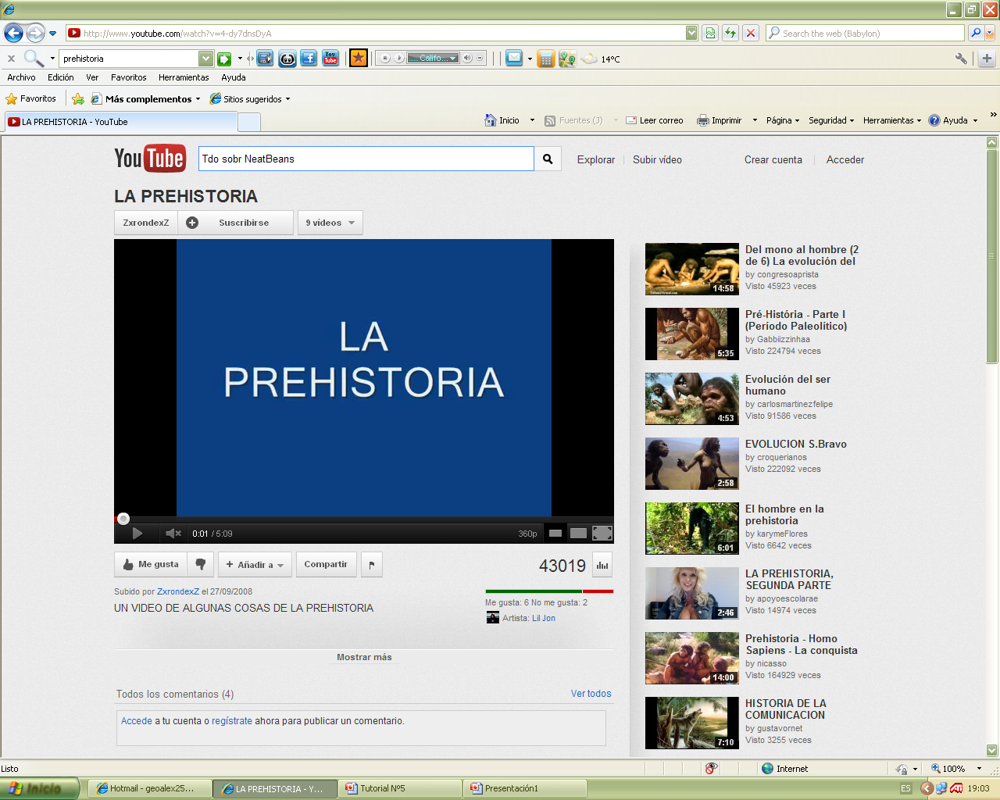 http://www.youtube.com/watch?v=4-dy7dnsDyA
Search the web (Babylon)
prehistoria
You Tube
Califo...
14°C
Archivo Edición Ver Favoritos Herramientas Ayuda
Favoritos Más complementos Sitios sugeridos
LA PREHISTORIA - YouTube
Inicio Fuentes (J) Leer correo Imprimir Página Seguridad Herramientas Ayuda
YouTube
Tdo sobr NeatBeans
Explorar Subir vídeo Crear cuenta Acceder
LA PREHISTORIA
ZxrondexZ Suscribirse 9 vídeos
LA
PREHISTORIA
0:01 / 5:09 360p
Me gusta Añadir a Compartir 43019
Subido por ZxrondexZ el 27/09/2008
UN VIDEO DE ALGUNAS COSAS DE LA PREHISTORIA
Me gusta: 6 No me gusta: 2
Artista: Lil Jon
Mostrar más
Todos los comentarios (4) Ver todos
Accede a tu cuenta o regístrate ahora para publicar un comentario.
14:58
Del mono al hombre (2
de 6) La evolución del
by congresoaprista
Visto 45923 veces
5:35
Pré-História - Parte I
(Período Paleolítico)
by Gabbiizzinhaa
Visto 224794 veces
4:53
Evolución del ser
humano
by carlosmartinezfelipe
Visto 91586 veces
2:58
EVOLUCION S.Bravo
by croquerianos
Visto 222092 veces
6:01
El hombre en la
prehistoria
by karymeFlores
Visto 6642 veces
2:46
LA PREHISTORIA,
SEGUNDA PARTE
by apoyoescolarae
Visto 14974 veces
14:00
Prehistoria - Homo
Sapiens - La conquista
by nicasso
Visto 164929 veces
7:10
HISTORIA DE LA
COMUNICACION
by gustavornet
Visto 3255 veces
Listo Internet 100%
Inicio Hotmail - geoalex25... LA PREHISTORIA - Y... Tutorial Nº5 Presentación1 ES 19:03